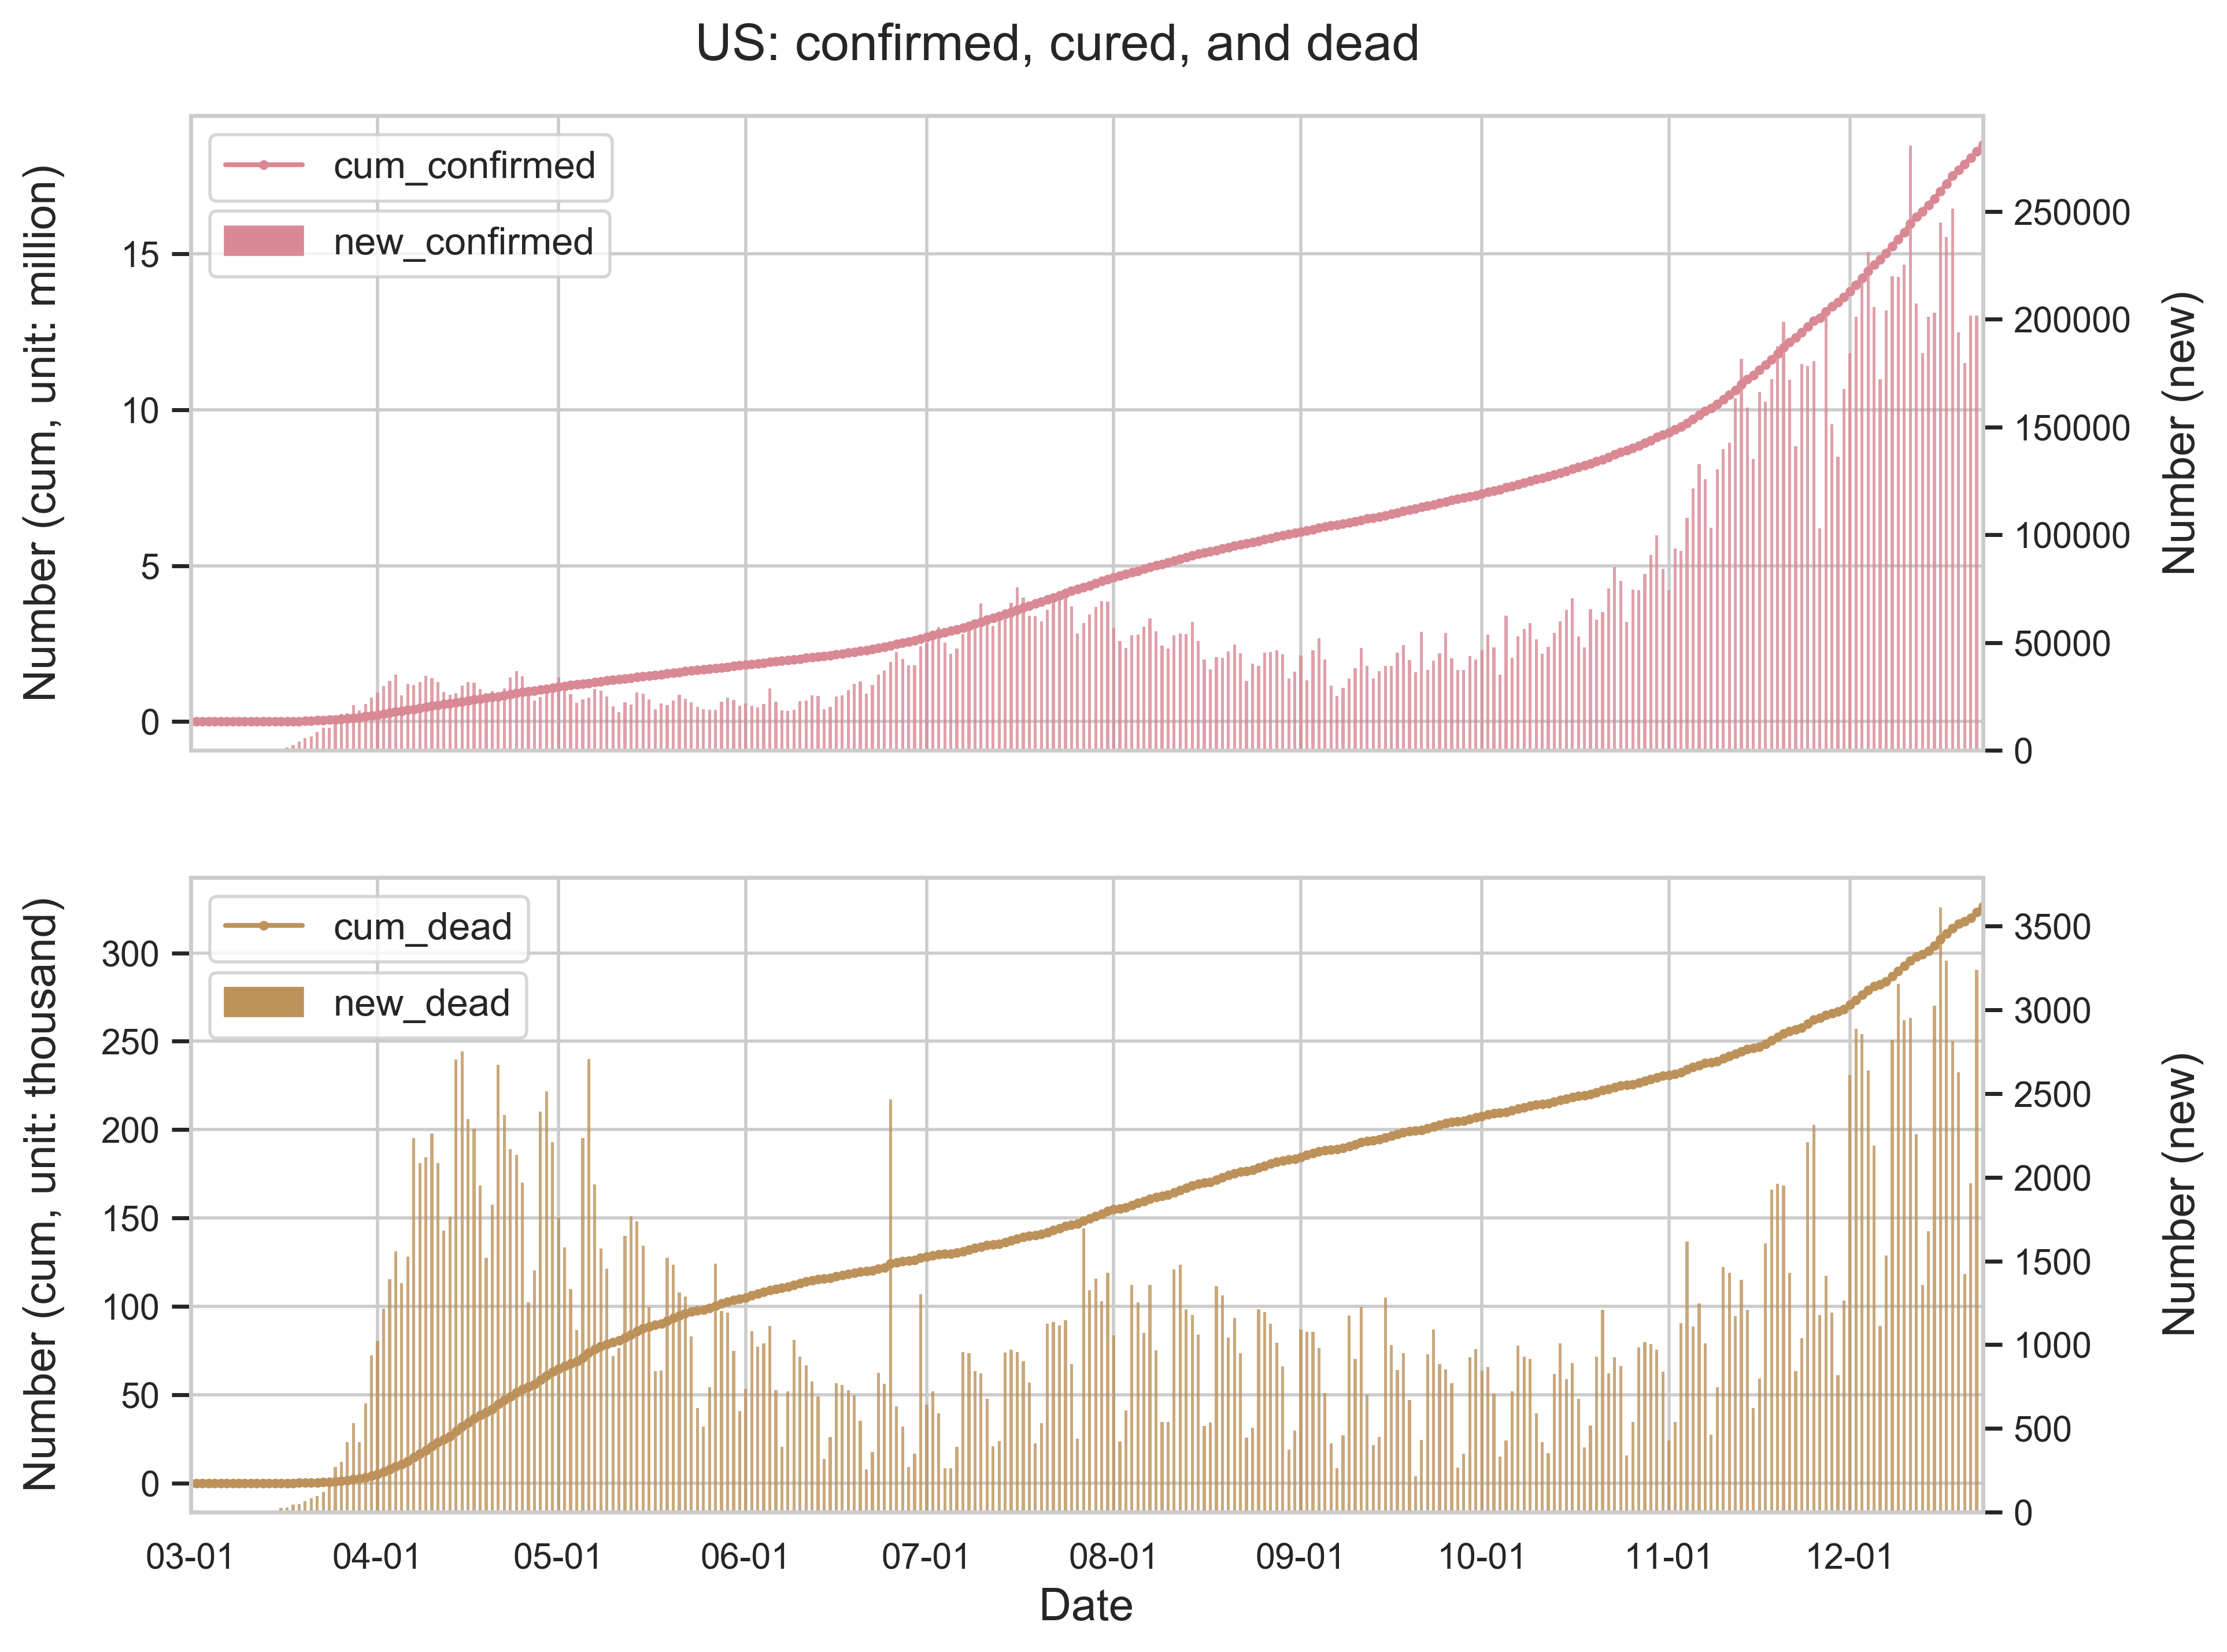 US: confirmed, cured, and dead
cum_confirmed
new_confirmed
Number (cum, unit: million)
15
10
5
0
250000
200000
150000
100000
50000
0
Number (new)
cum_dead
new_dead
Number (cum, unit: thousand)
300
250
200
150
100
50
0
3500
3000
2500
2000
1500
1000
500
0
Number (new)
03-01 04-01 05-01 06-01 07-01 08-01 09-01 10-01 11-01 12-01
Date